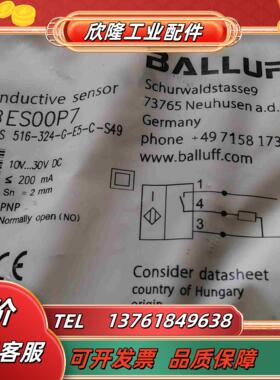 欣隆工业配件
BALLUFF
nductive sensor
ES00P7
516-324-G-E5-C-S49
Schurwaldstasse9
73765 Neuhusen a.d.
Germany
phone +49 7158 173
www.balluff.com
10V...30V DC
≤ 200 mA
Sn = 2 mm
PNP
Normally open (NO)
1
4
3
Consider datasheet
country of Hungary
origin
价
客服
TEL 13761849638
可开发票 品质保障